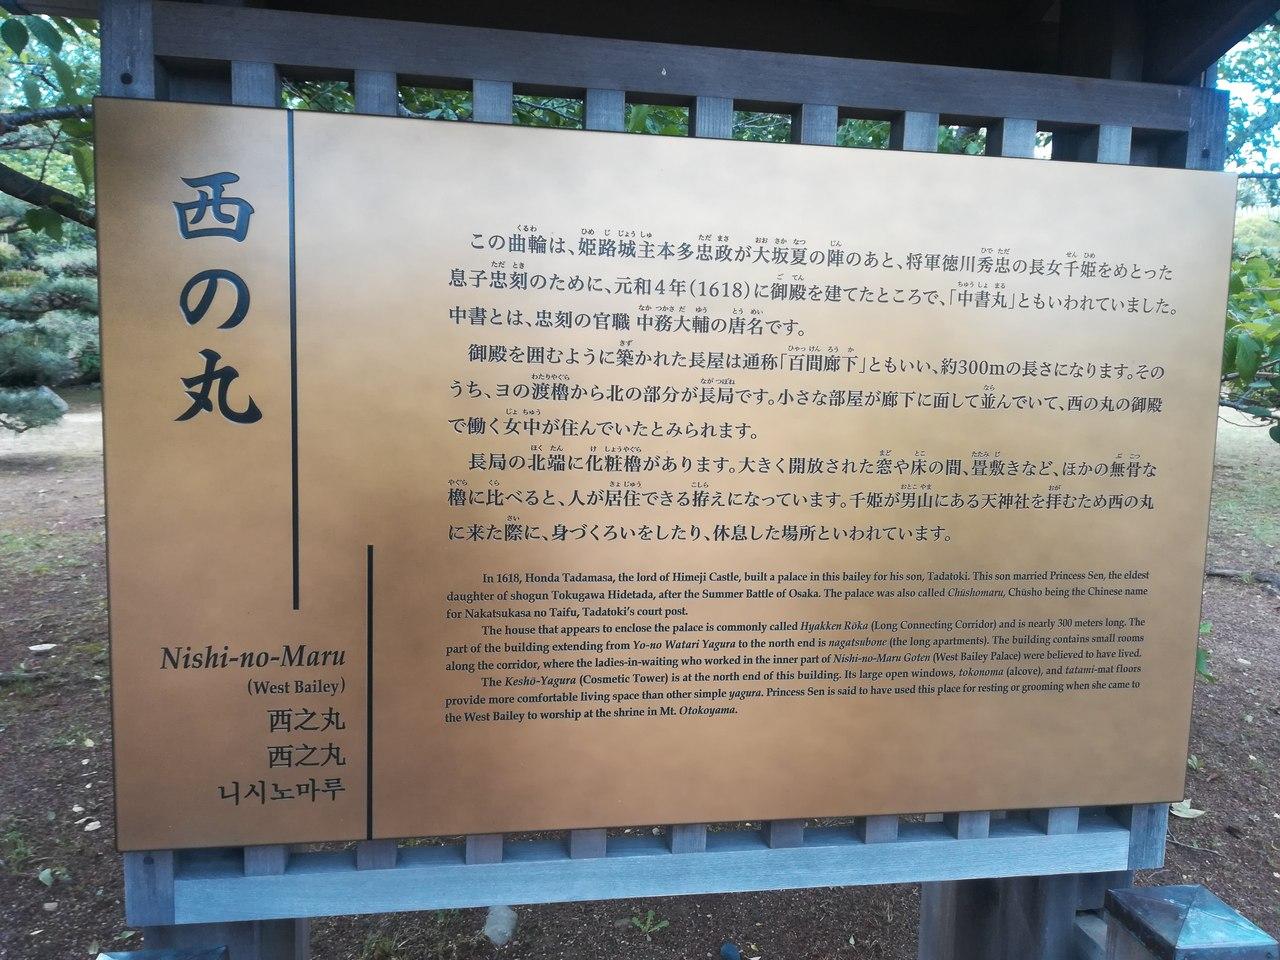 西の丸
この曲輪は、姫路城主本多忠政が大坂夏の陣のあと、将軍徳川秀忠の長女千姫をめとった
息子忠刻のために、元和4年(1618)に御殿を建てたところで、「中書丸」ともいわれていました。
中書とは、忠刻の官職 中務大輔の唐名です。
御殿を囲むように築かれた長屋は通称「百間廊下」ともいい、約300mの長さになります。その
うち、ヨの渡櫓から北の部分が長局です。小さな部屋が廊下に面して並んでいて、西の丸の御殿
で働く女中が住んでいたとみられます。
長局の北端に化粧櫓があります。大きく開放された窓や床の間、畳敷きなど、ほかの無骨な
櫓に比べると、人が居住できる拵えになっています。千姫が男山にある天神社を拝むため西の丸
に来た際に、身づくろいをしたり、休息した場所といわれています。
In 1618, Honda Tadamasa, the lord of Himeji Castle, built a palace in this bailey for his son, Tadatoki. This son married Princess Sen, the eldest
daughter of shogun Tokugawa Hidetada, after the Summer Battle of Osaka. The palace was also called Chūshomaru, Chūsho being the Chinese name
for Nakatsukasa no Taifu, Tadatoki's court post.
The house that appears to enclose the palace is commonly called Hyakken Rōka (Long Connecting Corridor) and is nearly 300 meters long. The
part of the building extending from Yo-no Watari Yagura to the north end is nagatsubone (the long apartments). The building contains small rooms
along the corridor, where the ladies-in-waiting who worked in the inner part of Nishi-no-Maru Goten (West Bailey Palace) were believed to have lived.
The Keshō-Yagura (Cosmetic Tower) is at the north end of this building. Its large open windows, tokonoma (alcove), and tatami-mat floors
provide more comfortable living space than other simple yagura. Princess Sen is said to have used this place for resting or grooming when she came to
the West Bailey to worship at the shrine in Mt. Otokoyama.
Nishi-no-Maru
(West Bailey)
西之丸
西之丸
니시노마루